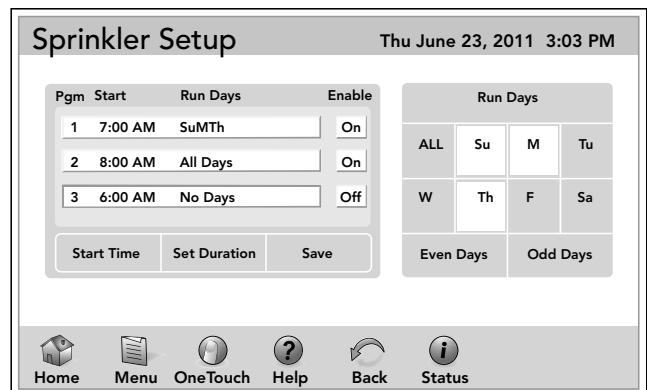 Sprinkler Setup Thu June 23, 2011 3:03 PM
Pgm Start Run Days Enable
1 7:00 AM SuMTh On
2 8:00 AM All Days On
3 6:00 AM No Days Off
Start Time Set Duration Save
Run Days
ALL Su M Tu
W Th F Sa
Even Days Odd Days
Home Menu OneTouch Help Back Status
?
i